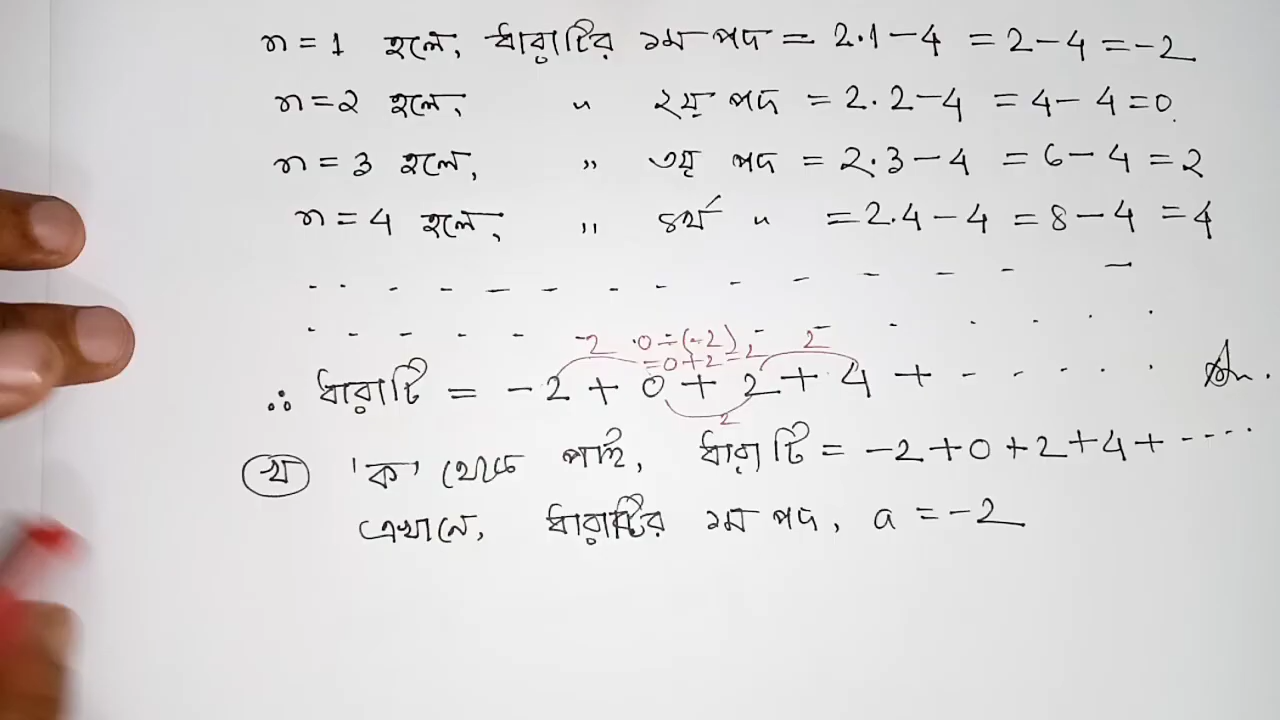 n = 1 হলে, ধারাটির ১ম পদ = 2.1 - 4 = 2 - 4 = -2
n = ২ হলে, " ২য় পদ = 2.2 - 4 = 4 - 4 = 0
n = 3 হলে, " ৩য় পদ = 2.3 - 4 = 6 - 4 = 2
n = 4 হলে, " ৪র্থ " = 2.4 - 4 = 8 - 4 = 4
-2 0-(-2) 2
=0+2=2
∴ ধারাটি = -2 + 0 + 2 + 4 + - - - - - Ans.
2
খ 'ক' থেকে পাই, ধারাটি = -2 + 0 + 2 + 4 + ----
এখানে, ধারাটির ১ম পদ, a = -2